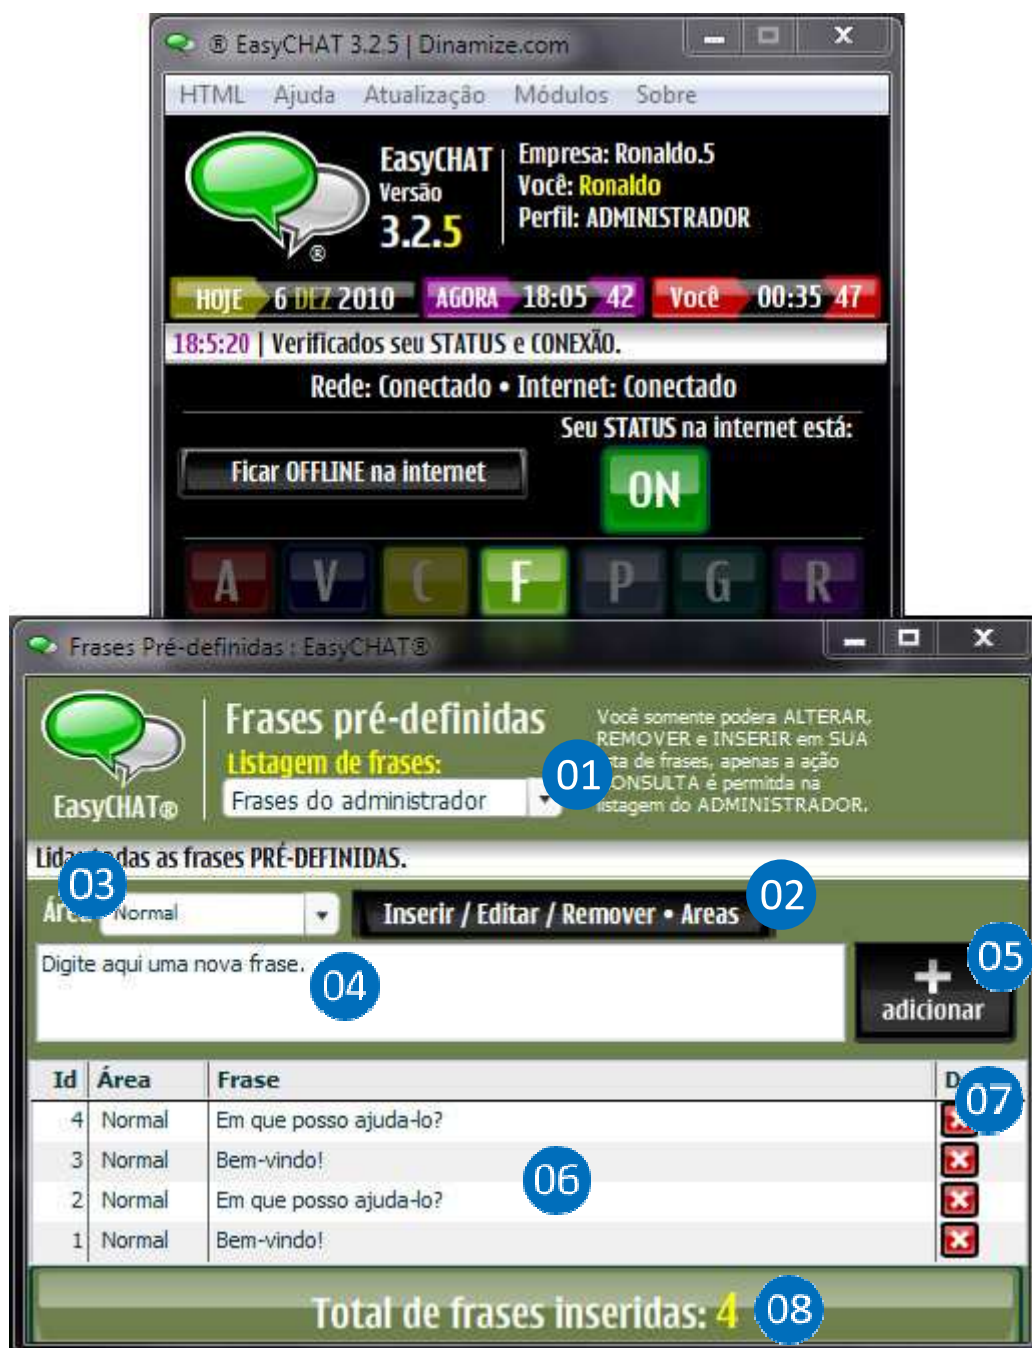 ® EasyCHAT 3.2.5 | Dinamize.com
HTML Ajuda Atualização Módulos Sobre
EasyCHAT
Versão
3.2.5
®
Empresa: Ronaldo.5
Você: Ronaldo
Perfil: ADMINISTRADOR
HOJE 6 DEZ 2010 AGORA 18:05 42 Você 00:35 47
18:5:20 | Verificados seu STATUS e CONEXÃO.
Rede: Conectado • Internet: Conectado
Seu STATUS na internet está:
Ficar OFFLINE na internet
ON
A V C F P G R
Frases Pré-definidas : EasyCHAT®
EasyCHAT®
Frases pré-definidas
Listagem de frases:
Frases do administrador
01
Você somente podera ALTERAR,
REMOVER e INSERIR em SUA
de frases, apenas a ação
é permitda na
listagem do ADMINISTRADOR.
as frases PRÉ-DEFINIDAS.
03
Normal
Inserir / Editar / Remover • Areas
02
Digite aqui uma nova frase.
04
05
adicionar
Id Área Frase
07
4 Normal Em que posso ajuda-lo?
3 Normal Bem-vindo!
06
2 Normal Em que posso ajuda-lo?
1 Normal Bem-vindo!
Total de frases inseridas: 4
08